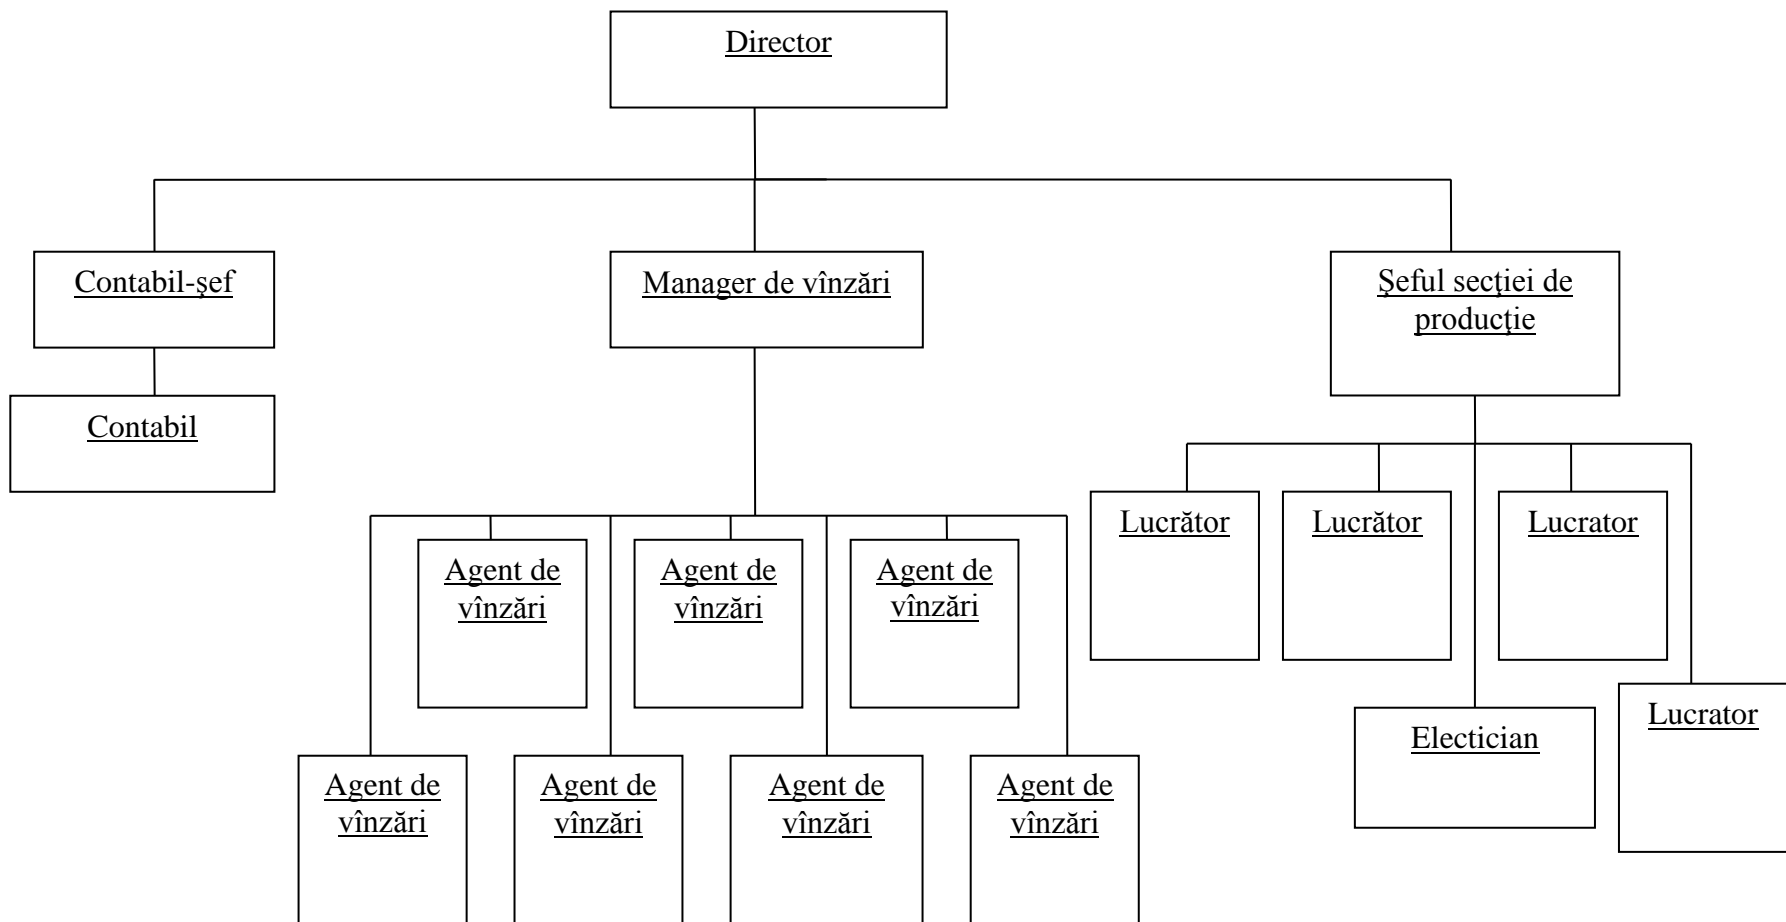 Director
Contabil-şef
Manager de vînzări
Şeful secţiei de
producţie
Contabil
Lucrător
Lucrător
Lucrator
Agent de
vînzări
Agent de
vînzări
Agent de
vînzări
Lucrator
Electician
Agent de
vînzări
Agent de
vînzări
Agent de
vînzări
Agent de
vînzări